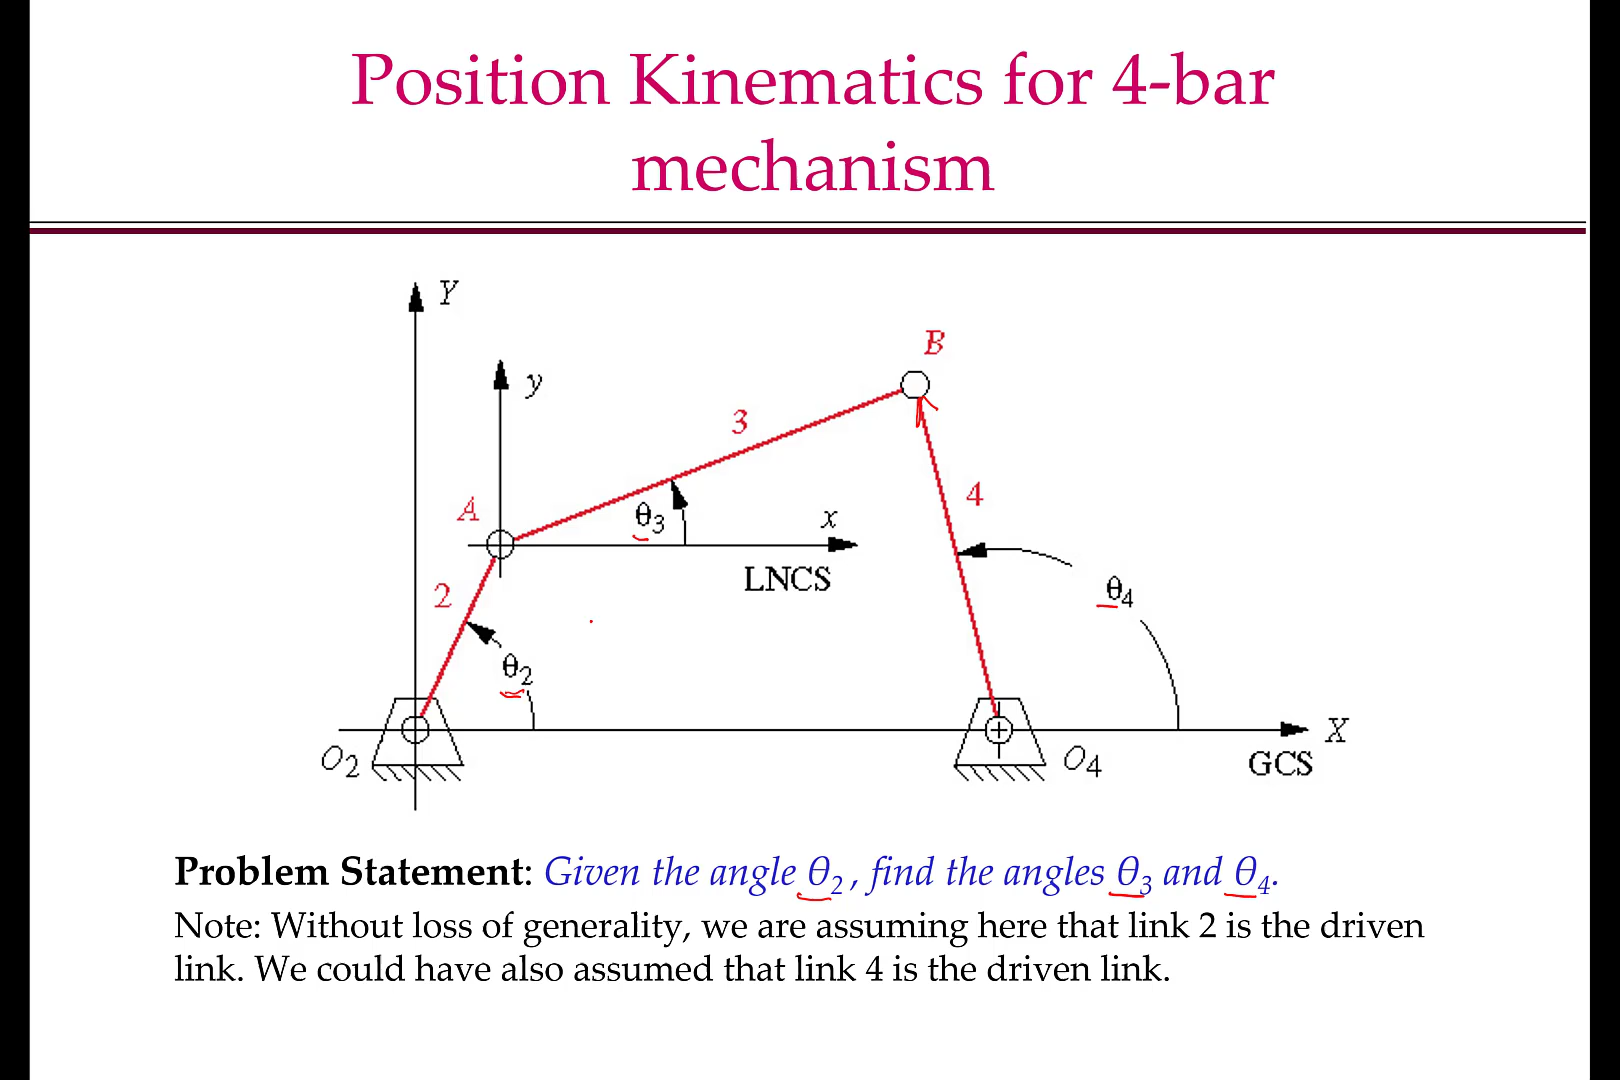 Position Kinematics for 4-bar
mechanism
Y
B
y
3
A
4
θ3
x
LNCS
2
θ4
θ2
X
O2
O4
GCS
Problem Statement: Given the angle θ2 , find the angles θ3 and θ4.
Note: Without loss of generality, we are assuming here that link 2 is the driven
link. We could have also assumed that link 4 is the driven link.